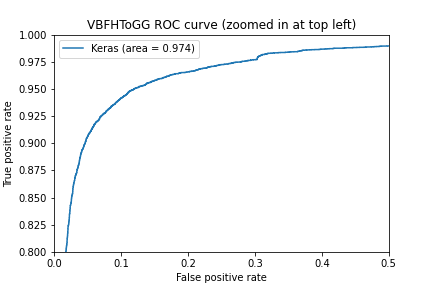 VBFHToGG ROC curve (zoomed in at top left)
Keras (area = 0.974)
True positive rate
1.000
0.975
0.950
0.925
0.900
0.875
0.850
0.825
0.800
0.0 0.1 0.2 0.3 0.4 0.5
False positive rate